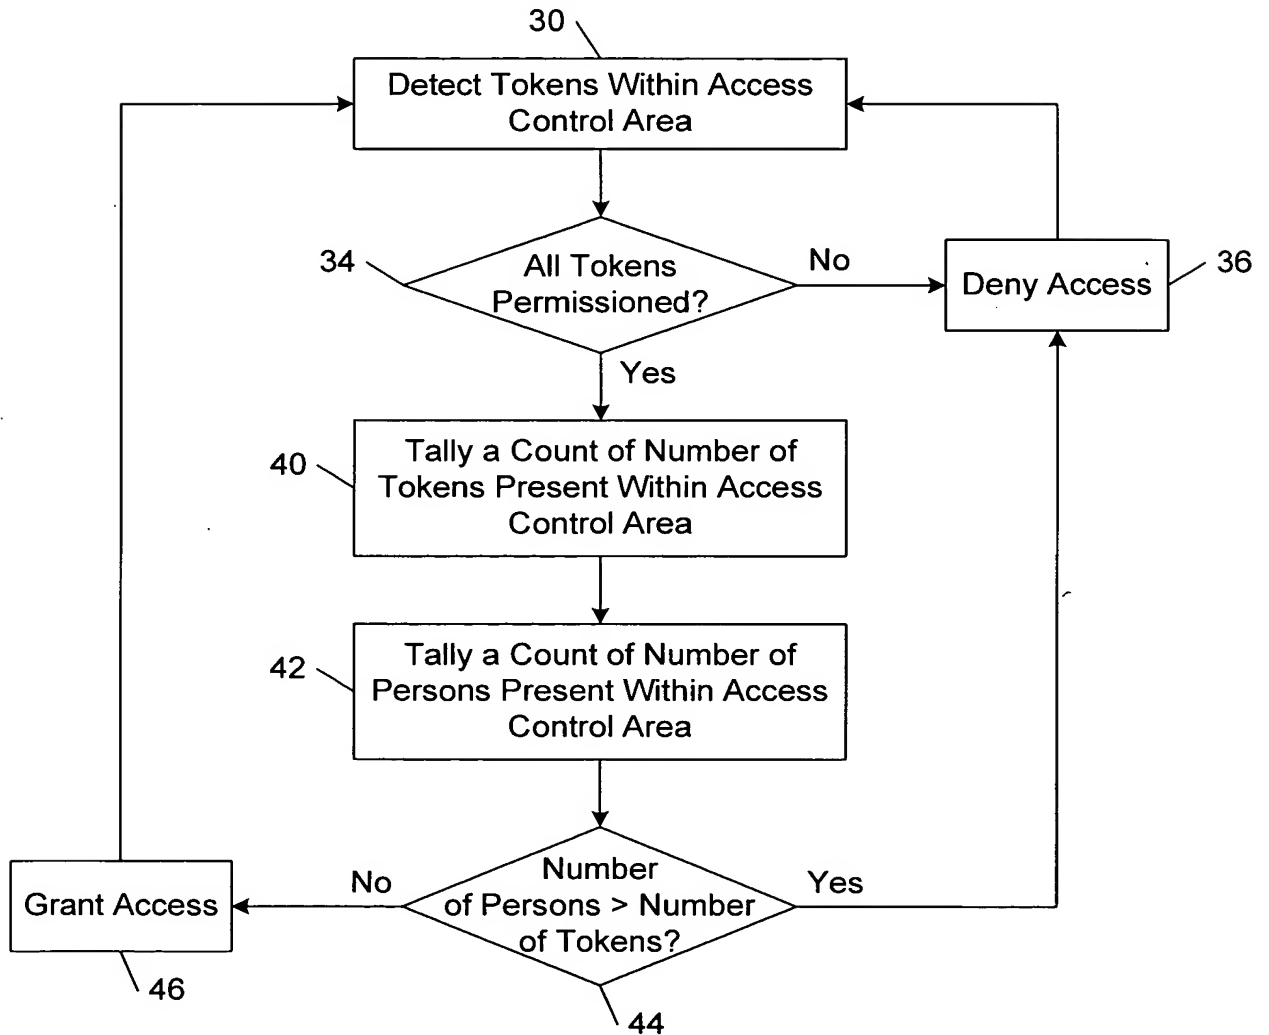 30
Detect Tokens Within Access
Control Area
34
All Tokens
Permissioned?
No
Deny Access
36
Yes
40
Tally a Count of Number of
Tokens Present Within Access
Control Area
42
Tally a Count of Number of
Persons Present Within Access
Control Area
Number
of Persons > Number
of Tokens?
No
Yes
Grant Access
46
44